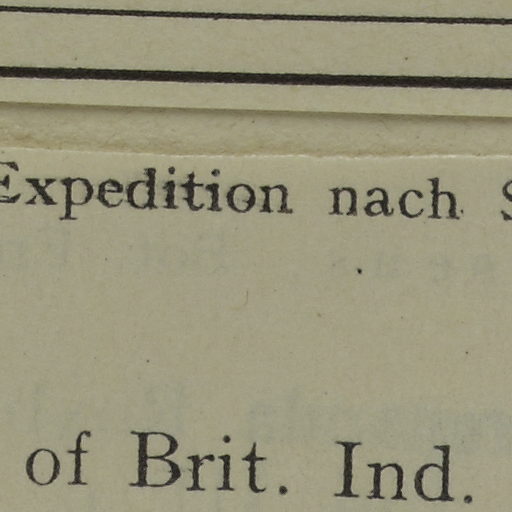 Expedition nach
of Brit. Ind.